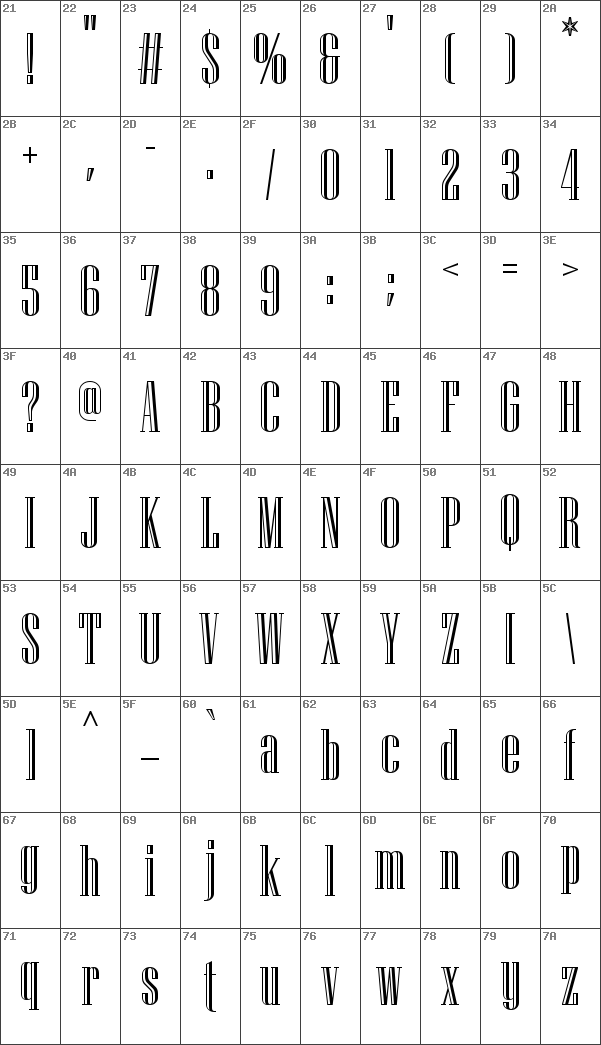 21 22 23 24 25 26 27 28 29 2A
! " # $ % & ' ( ) *
2B 2C 2D 2E 2F 30 31 32 33 34
+ , - . / 0 1 2 3 4
35 36 37 38 39 3A 3B 3C 3D 3E
5 6 7 8 9 : ; < = >
3F 40 41 42 43 44 45 46 47 48
? @ A B C D E F G H
49 4A 4B 4C 4D 4E 4F 50 51 52
I J K L M N O P Q R
53 54 55 56 57 58 59 5A 5B 5C
S T U V W X Y Z [ \
5D 5E 5F 60 61 62 63 64 65 66
] ^ _ ` a b c d e f
67 68 69 6A 6B 6C 6D 6E 6F 70
g h i j k l m n o p
71 72 73 74 75 76 77 78 79 7A
q r s t u v w x y z